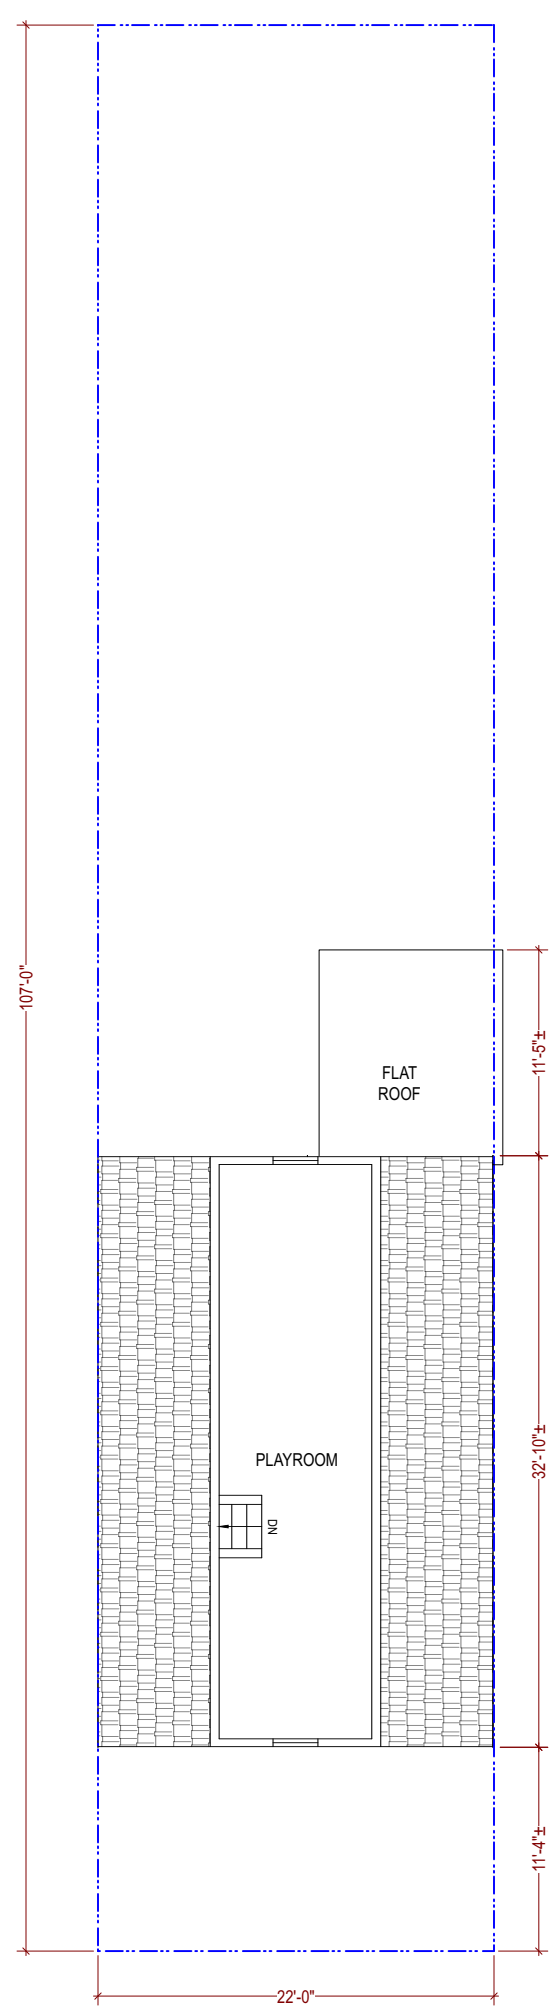 107'-0"
FLAT
ROOF
11'-5"±
PLAYROOM
32'-10"±
DN
11'-4"±
22'-0"